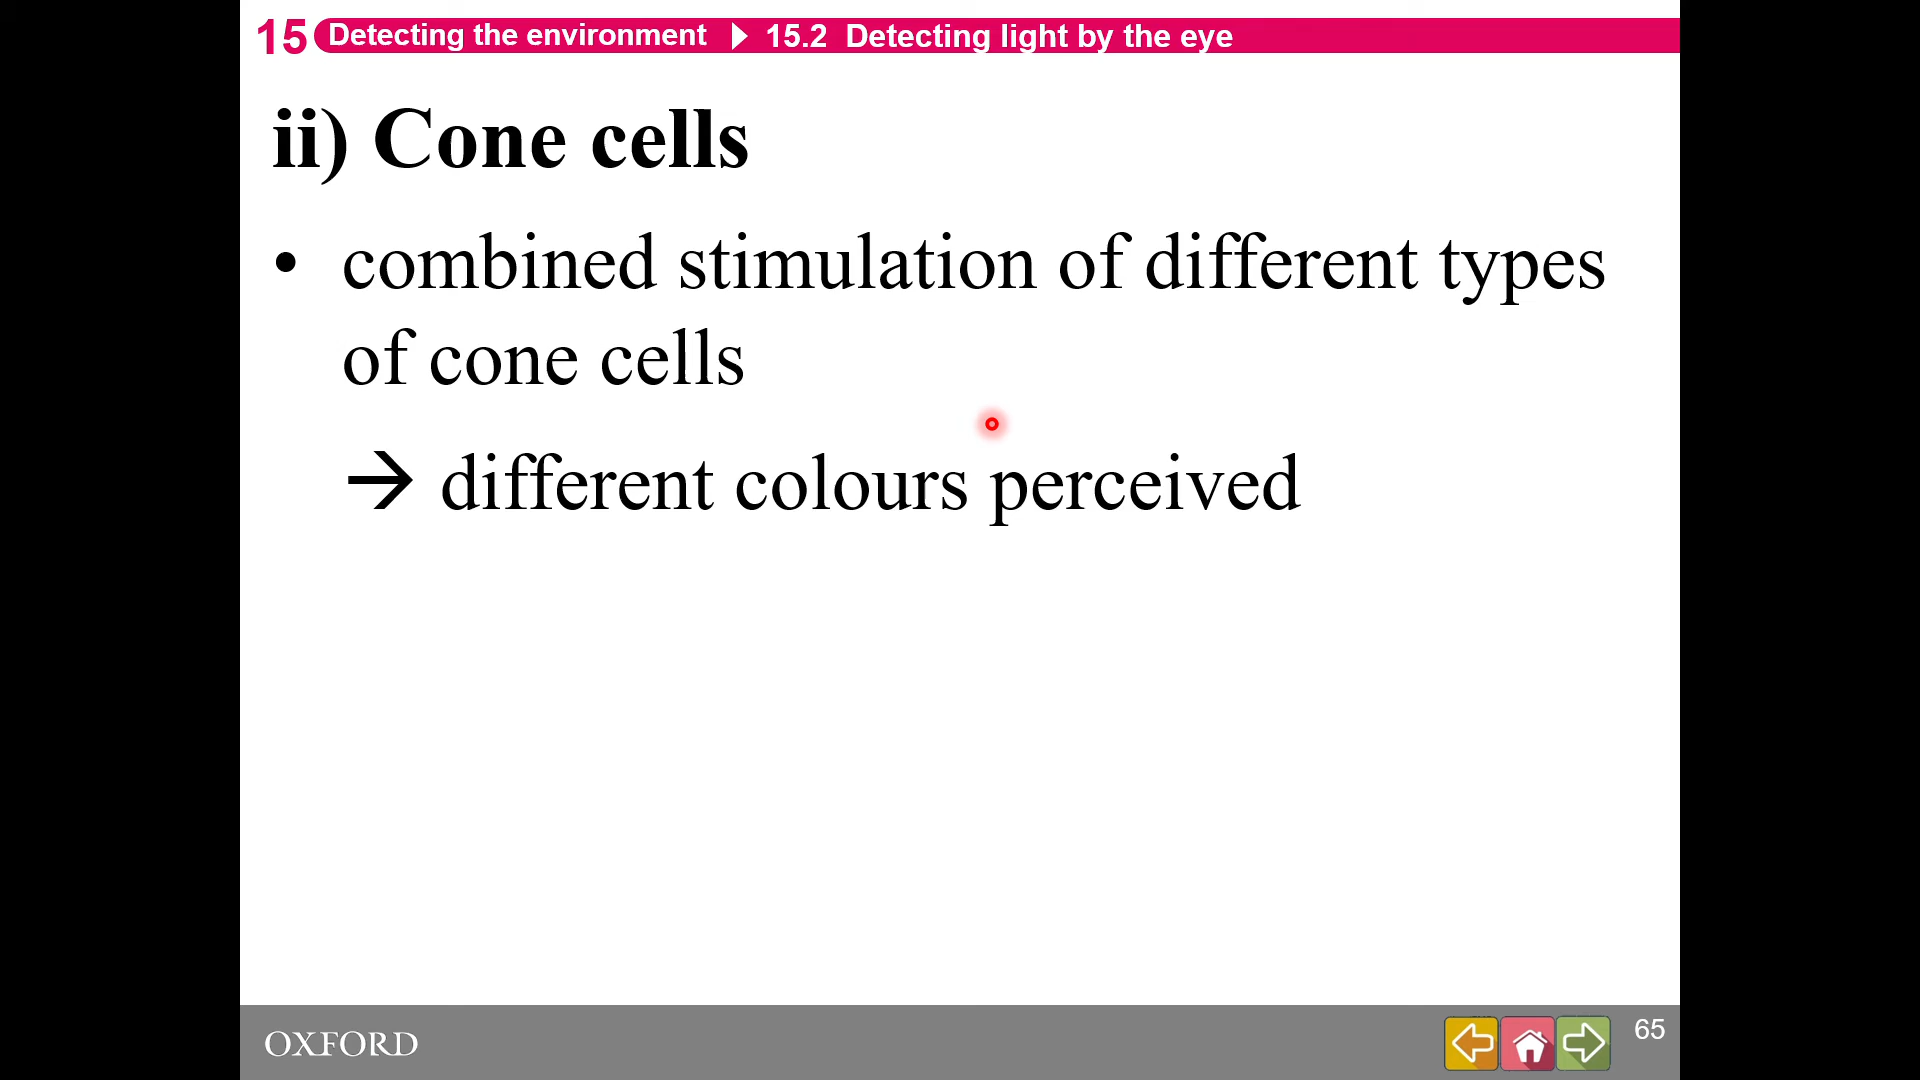 15 Detecting the environment ▶ 15.2 Detecting light by the eye
ii) Cone cells
• combined stimulation of different types
of cone cells
→ different colours perceived
OXFORD
65